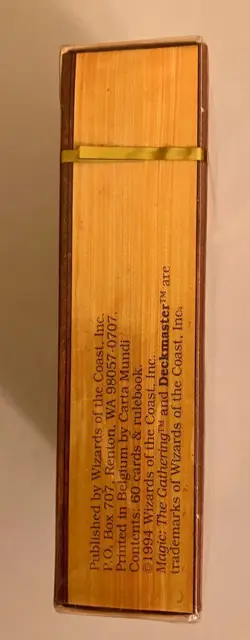 Published by Wizards of the Coast, Inc.
P.O. Box 707, Renton, WA 98057-0707.
Printed in Belgium by Carta Mundi
Contents: 60 cards & rulebook.
©1994 Wizards of the Coast, Inc.
Magic: The Gathering™ and Deckmaster™ are
trademarks of Wizards of the Coast, Inc.